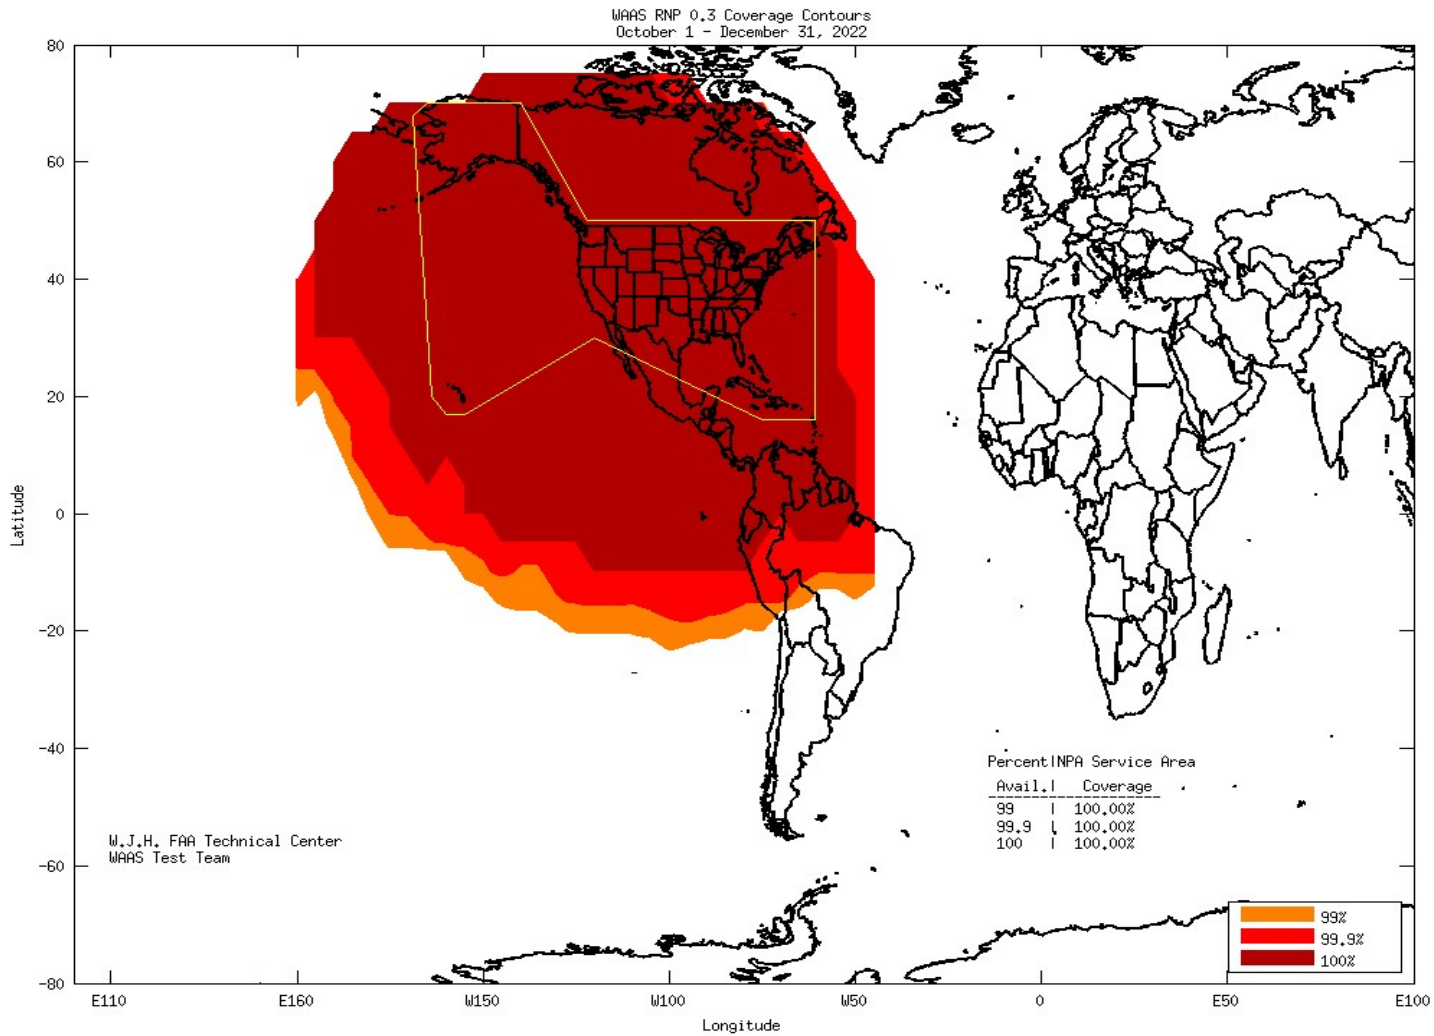 WAAS RNP 0.3 Coverage Contours
October 1 - December 31, 2022
80
60
40
20
0
-20
-40
-60
-80
Latitude
Percent|NPA Service Area
Avail.| Coverage
99 | 100.00%
99.9 | 100.00%
100 | 100.00%
W.J.H. FAA Technical Center
WAAS Test Team
99%
99.9%
100%
E110 E160 W150 W100 W50 0 E50 E100
Longitude